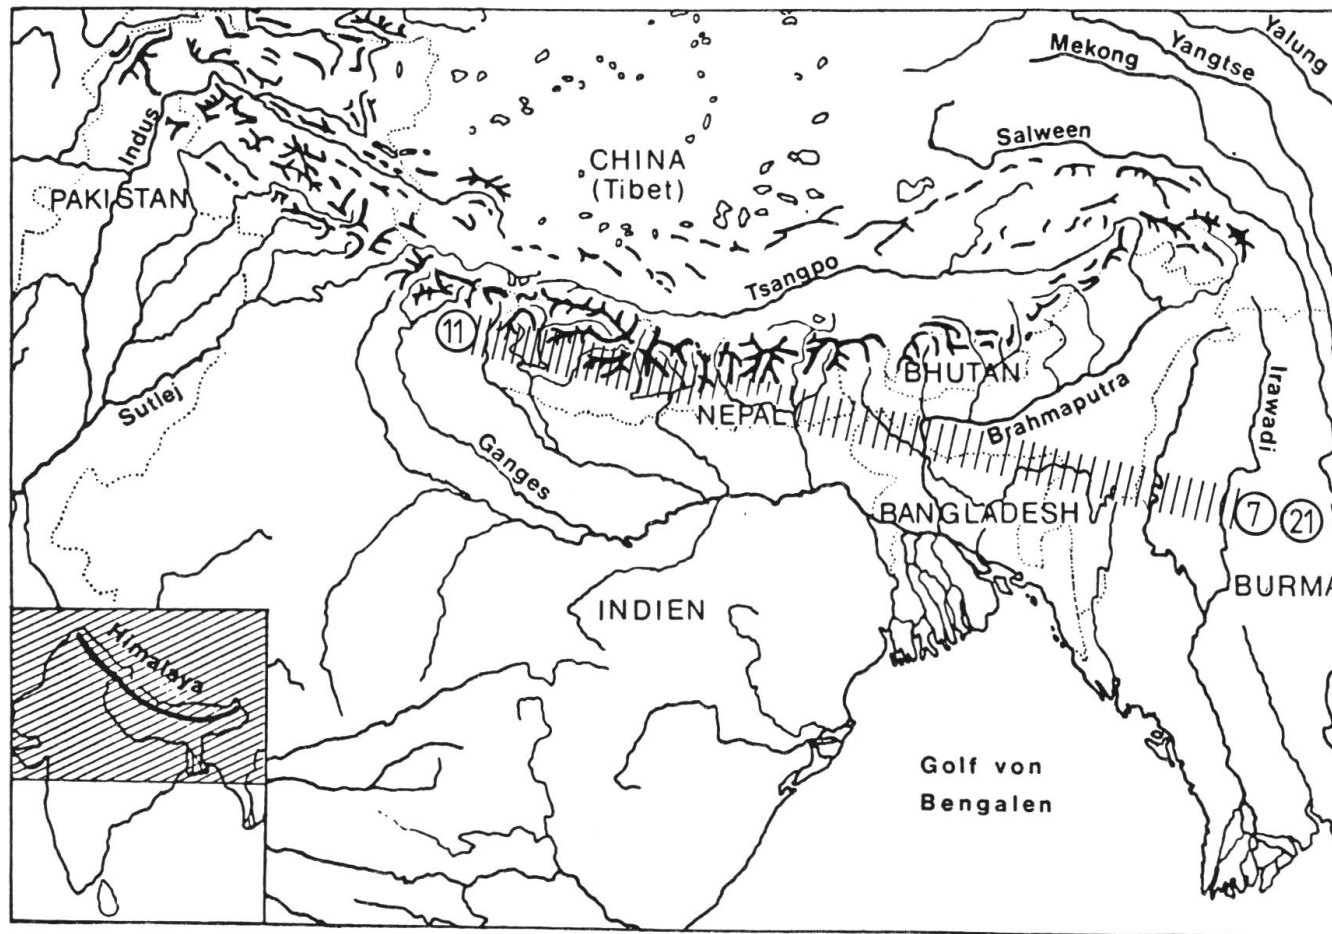 Yalung
Yangtse
Mekong
Salween
Indus
CHINA
(Tibet)
PAKISTAN
Tsangpo
11
Sutlej
BHUTAN
NEPAL
Brahmaputra
Irawadi
Ganges
BANGLADESH
7
21
INDIEN
BURMA
Himalaya
Golf von
Bengalen